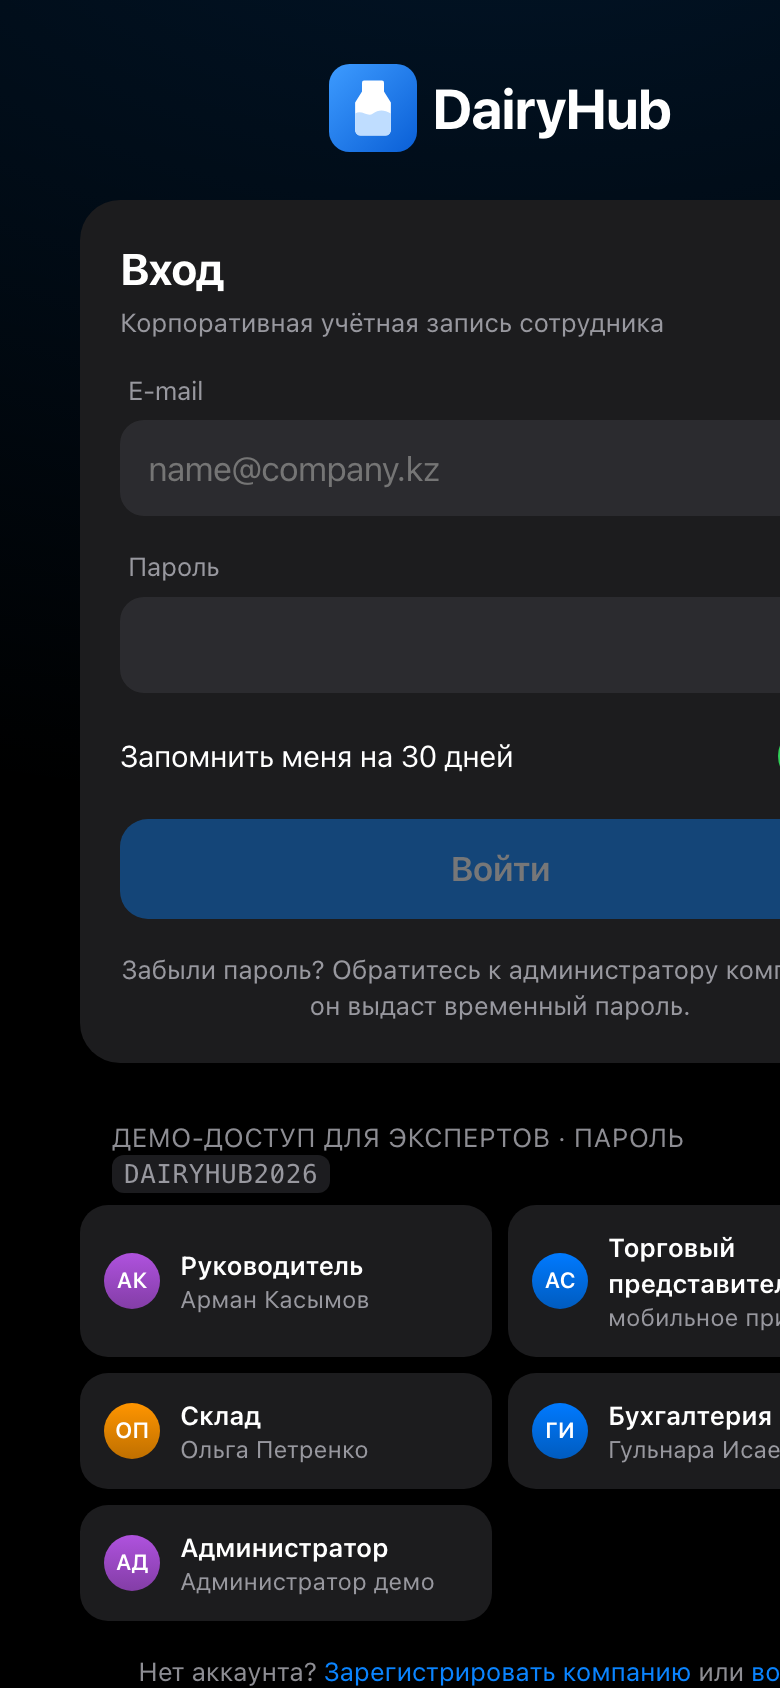 DairyHub
Вход
Корпоративная учётная запись сотрудника
E-mail
name@company.kz
Пароль
Запомнить меня на 30 дней
Войти
Забыли пароль? Обратитесь к администратору
он выдаст временный пароль.
ДЕМО-ДОСТУП ДЛЯ ЭКСПЕРТОВ · ПАРОЛЬ
DAIRYHUB2026
АК
Руководитель
Арман Касымов
АС
Торговый
мобильное
ОП
Склад
Ольга Петренко
ГИ
Бухгалтерия
Гульнара
АД
Администратор
Администратор демо
Нет аккаунта? Зарегистрировать компанию или